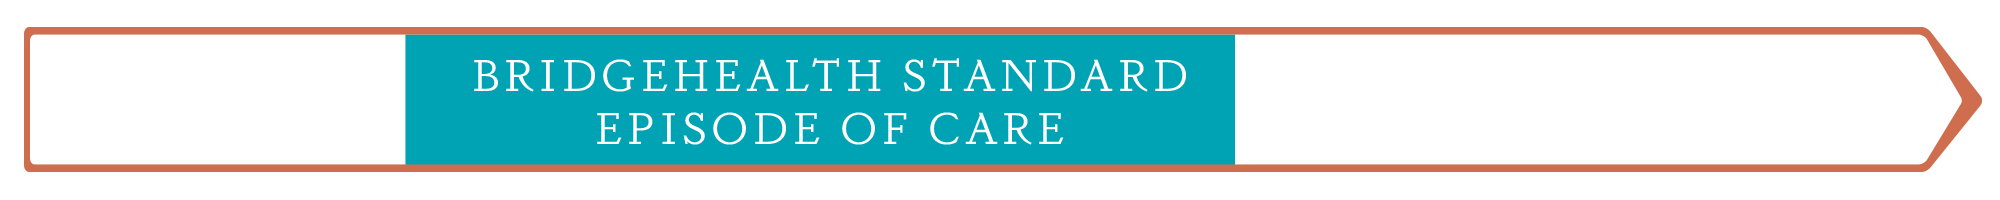 BRIDGEHEALTH STANDARD
EPISODE OF CARE